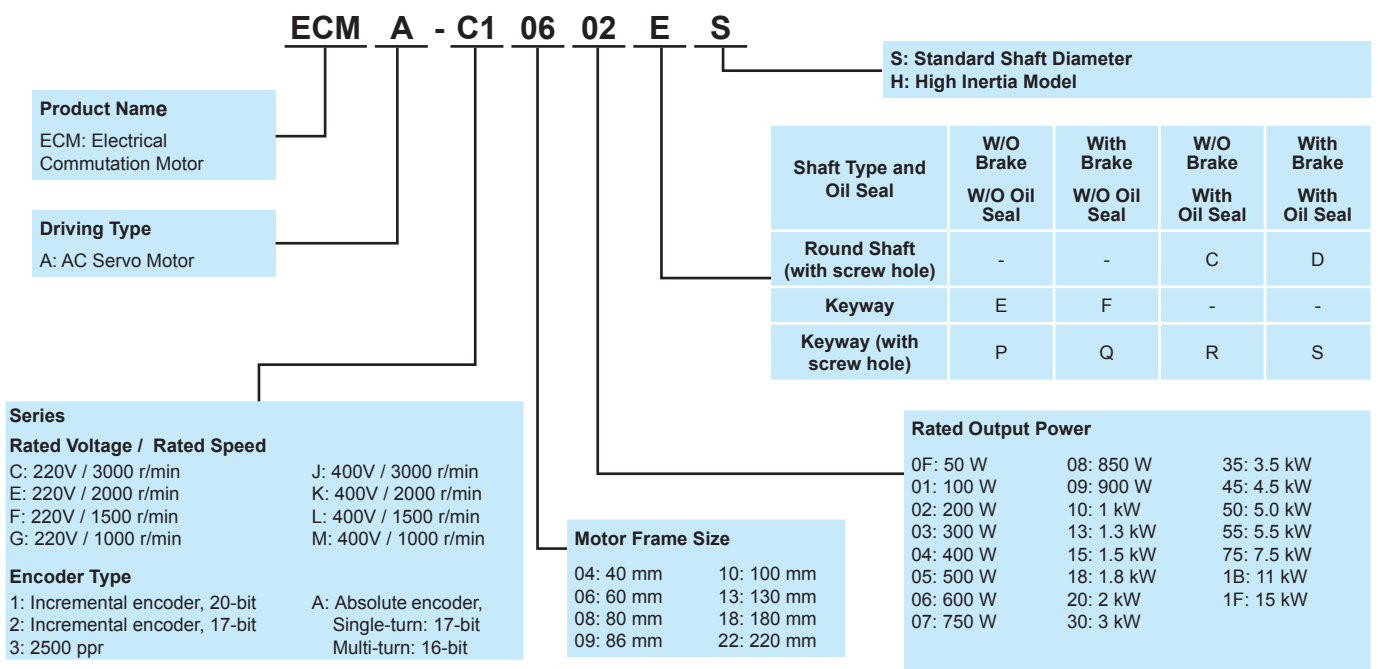 ECM A - C1 06 02 E S
S: Standard Shaft Diameter
H: High Inertia Model
Product Name
ECM: Electrical
Commutation Motor
Driving Type
A: AC Servo Motor
Shaft Type and
Oil Seal
W/O
Brake
W/O Oil
Seal
With
Brake
W/O Oil
Seal
W/O
Brake
With
Oil Seal
With
Brake
With
Oil Seal
Round Shaft
(with screw hole)
- - C D
Keyway E F - -
Keyway (with
screw hole)
P Q R S
Series
Rated Voltage / Rated Speed
C: 220V / 3000 r/min J: 400V / 3000 r/min
E: 220V / 2000 r/min K: 400V / 2000 r/min
F: 220V / 1500 r/min L: 400V / 1500 r/min
G: 220V / 1000 r/min M: 400V / 1000 r/min
Encoder Type
1: Incremental encoder, 20-bit A: Absolute encoder,
2: Incremental encoder, 17-bit Single-turn: 17-bit
3: 2500 ppr Multi-turn: 16-bit
Motor Frame Size
04: 40 mm 10: 100 mm
06: 60 mm 13: 130 mm
08: 80 mm 18: 180 mm
09: 86 mm 22: 220 mm
Rated Output Power
0F: 50 W 08: 850 W 35: 3.5 kW
01: 100 W 09: 900 W 45: 4.5 kW
02: 200 W 10: 1 kW 50: 5.0 kW
03: 300 W 13: 1.3 kW 55: 5.5 kW
04: 400 W 15: 1.5 kW 75: 7.5 kW
05: 500 W 18: 1.8 kW 1B: 11 kW
06: 600 W 20: 2 kW 1F: 15 kW
07: 750 W 30: 3 kW